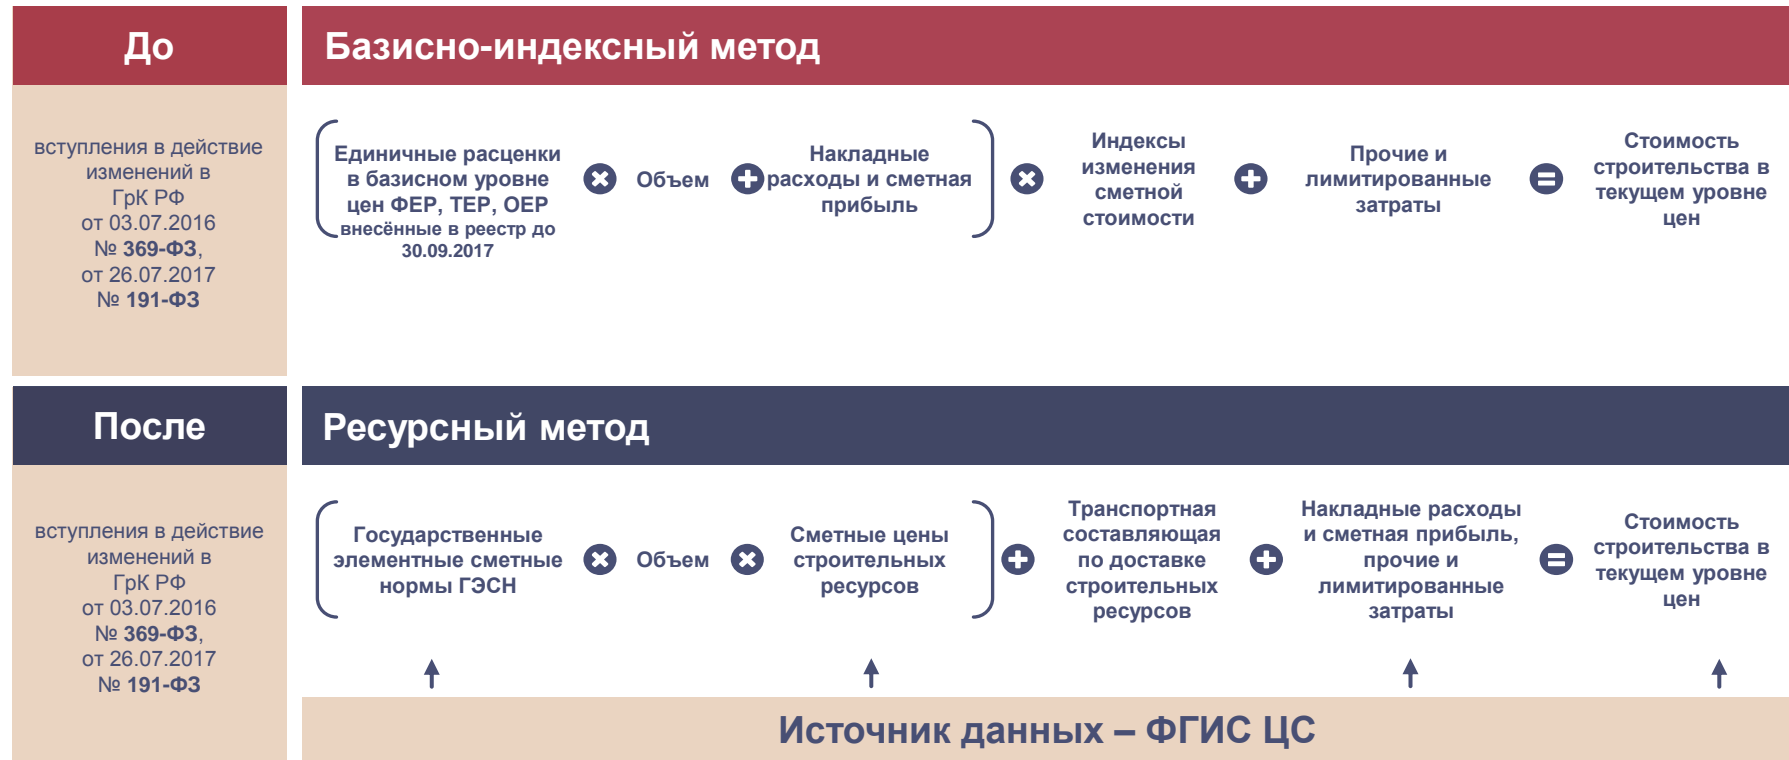 До
Базисно-индексный метод
вступления в действие
изменений в
ГрК РФ
от 03.07.2016
№ 369-ФЗ,
от 26.07.2017
№ 191-ФЗ
Единичные расценки
в базисном уровне
цен ФЕР, ТЕР, ОЕР
внесённые в реестр до
30.09.2017
Объем
Накладные
расходы и сметная
прибыль
Индексы
изменения
сметной
стоимости
Прочие и
лимитированные
затраты
Стоимость
строительства в
текущем уровне
цен
После
Ресурсный метод
вступления в действие
изменений в
ГрК РФ
от 03.07.2016
№ 369-ФЗ,
от 26.07.2017
№ 191-ФЗ
Государственные
элементные сметные
нормы ГЭСН
Объем
Сметные цены
строительных
ресурсов
Транспортная
составляющая
по доставке
строительных
ресурсов
Накладные расходы
и сметная прибыль,
прочие и
лимитированные
затраты
Стоимость
строительства в
текущем уровне
цен
Источник данных – ФГИС ЦС